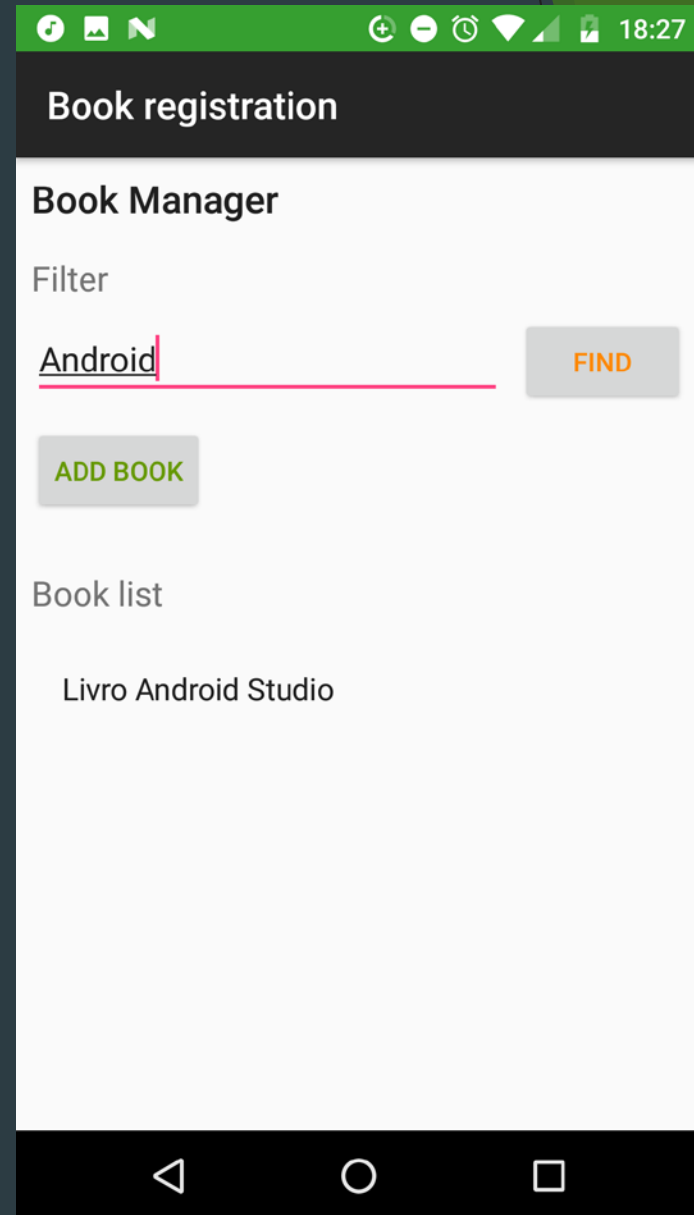 18:27
Book registration
Book Manager
Filter
Android
FIND
ADD BOOK
Book list
Livro Android Studio